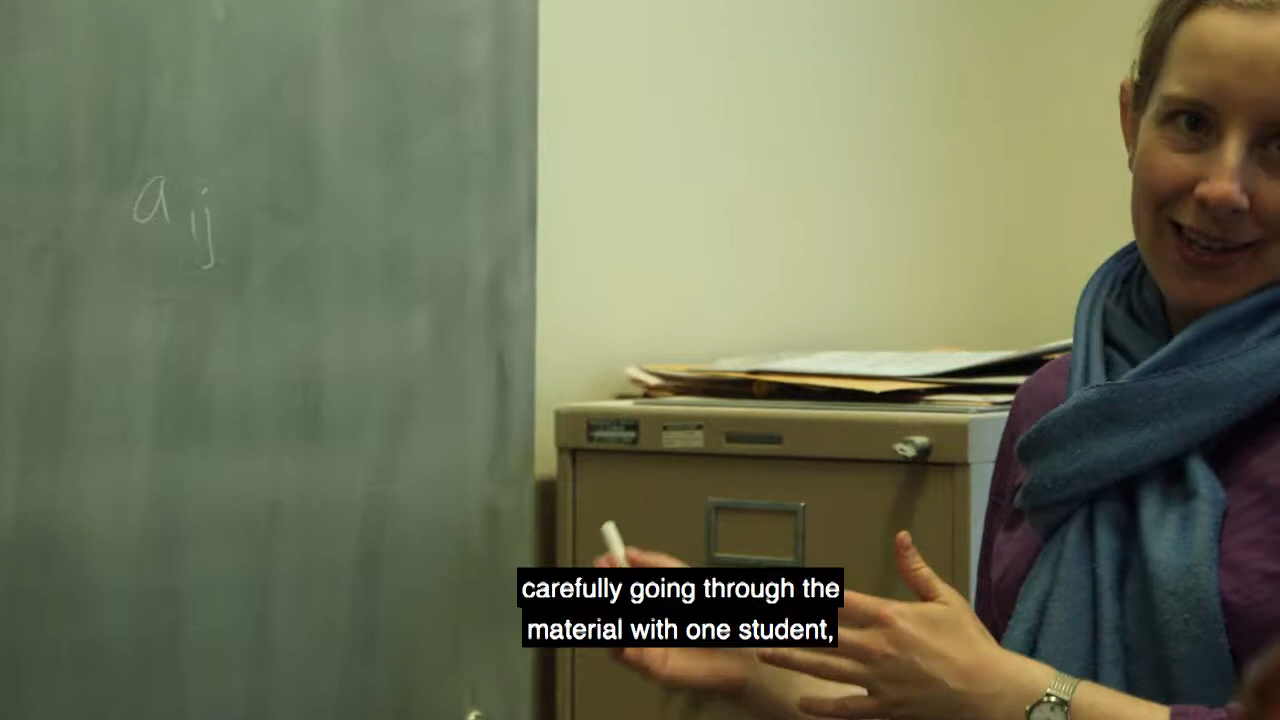 a ij
carefully going through the
material with one student,